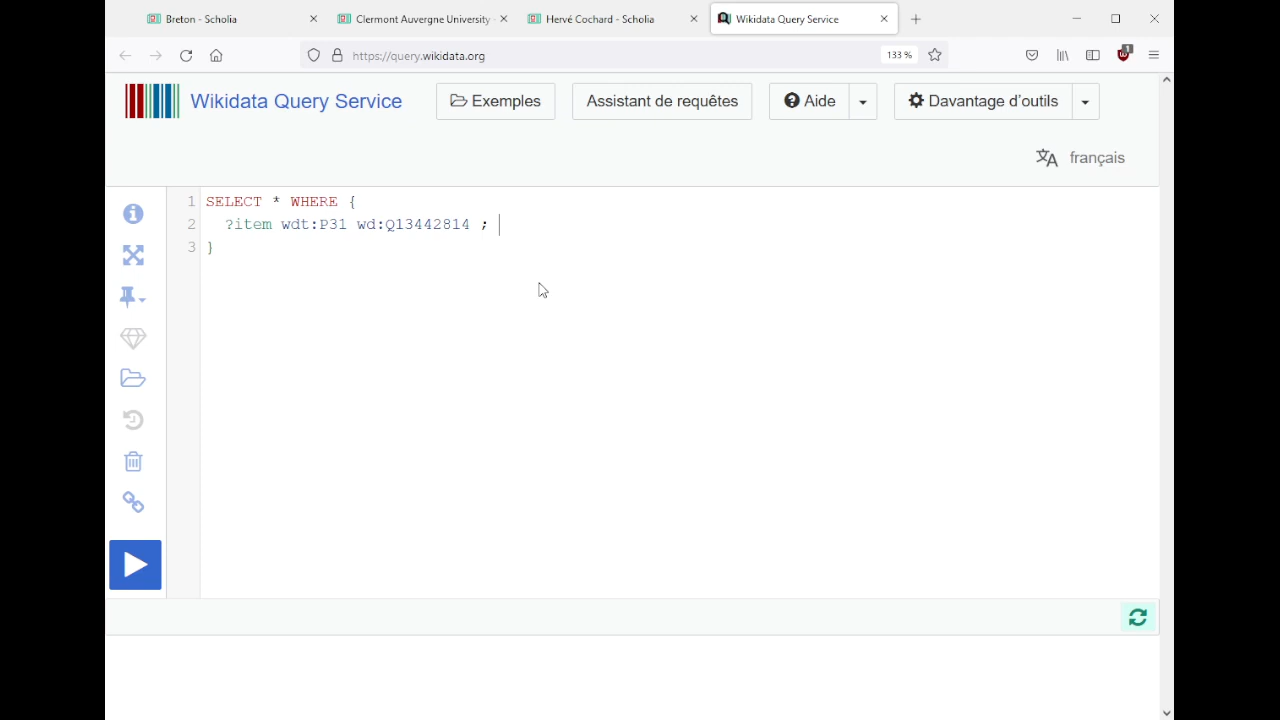 Breton - Scholia
Clermont Auvergne University -
Hervé Cochard - Scholia
Wikidata Query Service
https://query.wikidata.org
133 %
1
Wikidata Query Service
Exemples
Assistant de requêtes
Aide
Davantage d'outils
français
1 SELECT * WHERE {
2 ?item wdt:P31 wd:Q13442814 ;
3 }